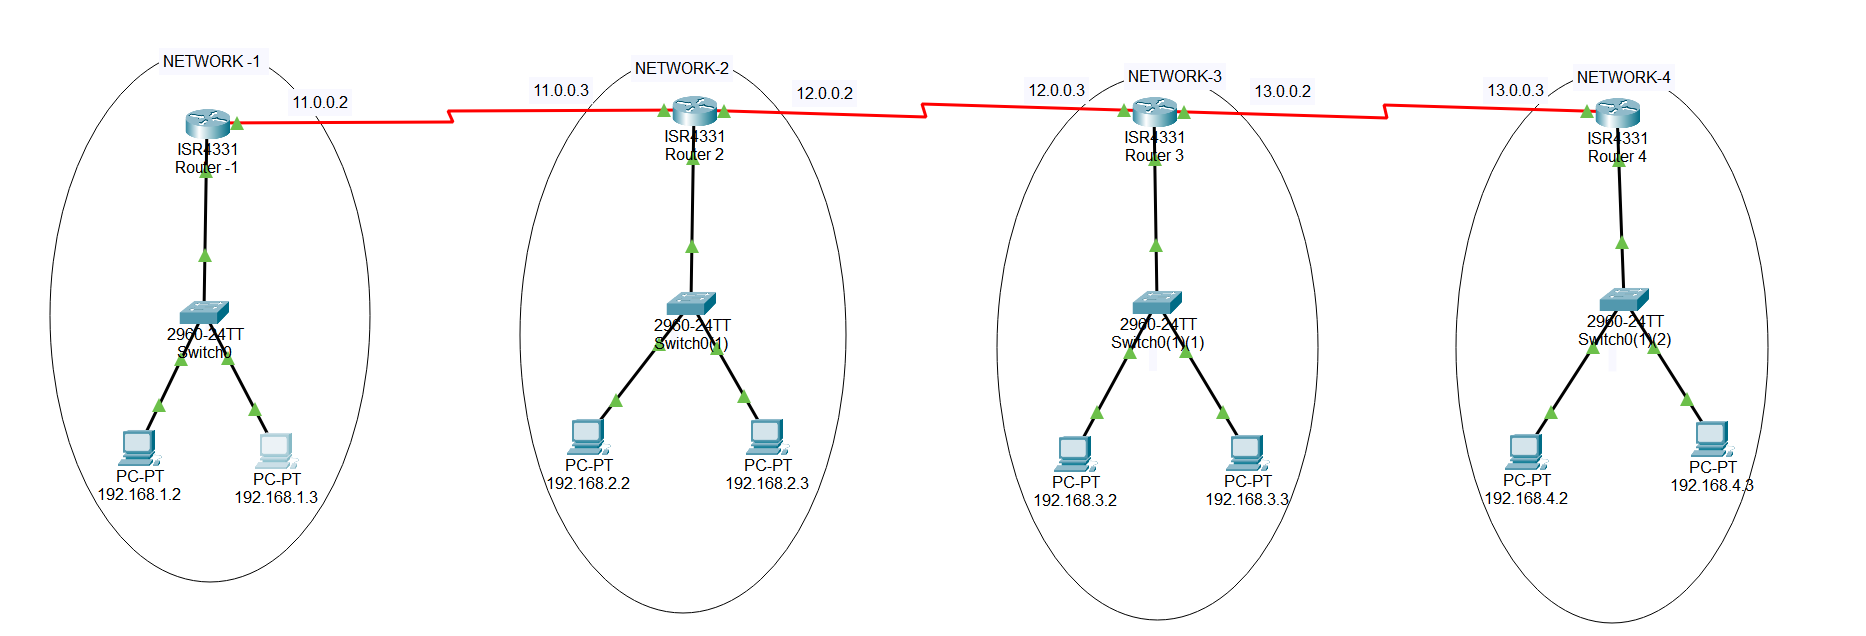 NETWORK -1
11.0.0.2
ISR4331
Router -1
2960-24TT
Switch0
PC-PT
192.168.1.2
PC-PT
192.168.1.3
NETWORK-2
11.0.0.3
12.0.0.2
ISR4331
Router 2
2960-24TT
Switch0(1)
PC-PT
192.168.2.2
PC-PT
192.168.2.3
NETWORK-3
12.0.0.3
13.0.0.2
ISR4331
Router 3
2960-24TT
Switch0(1)(1)
PC-PT
192.168.3.2
PC-PT
192.168.3.3
NETWORK-4
13.0.0.3
ISR4331
Router 4
2960-24TT
Switch0(1)(2)
PC-PT
192.168.4.2
PC-PT
192.168.4.3